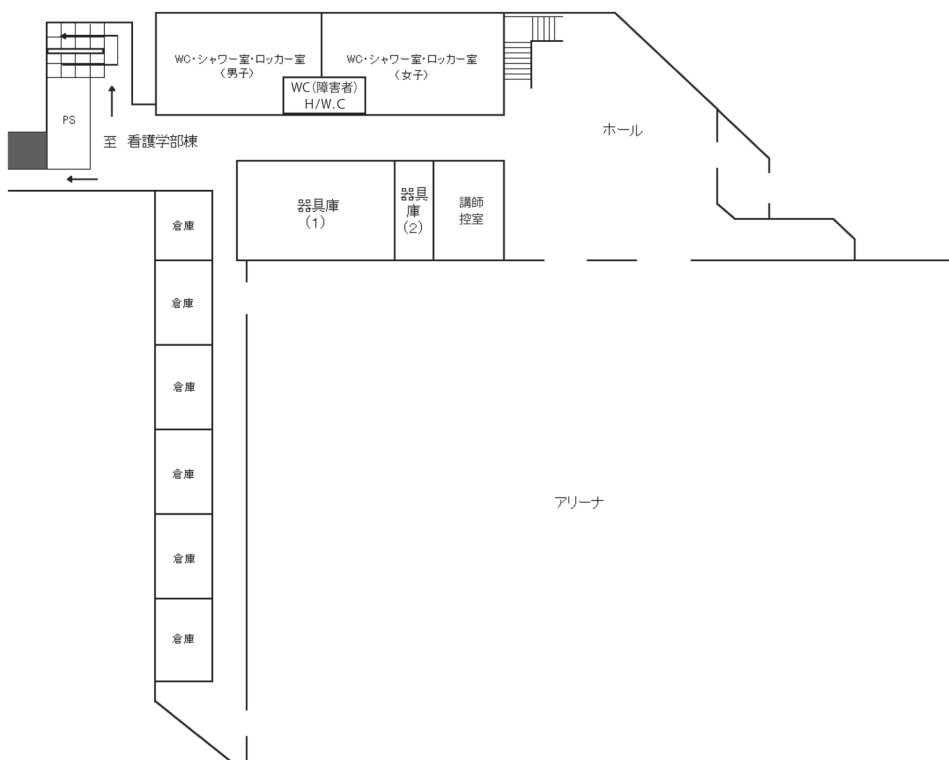 WC・シャワー室・ロッカー室
（男子）
WC・シャワー室・ロッカー室
（女子）
WC（障害者）
H/W.C
PS
至 看護学部棟
ホール
器具庫
（1）
器具
庫
（2）
講師
控室
倉庫
倉庫
倉庫
倉庫
倉庫
倉庫
アリーナ